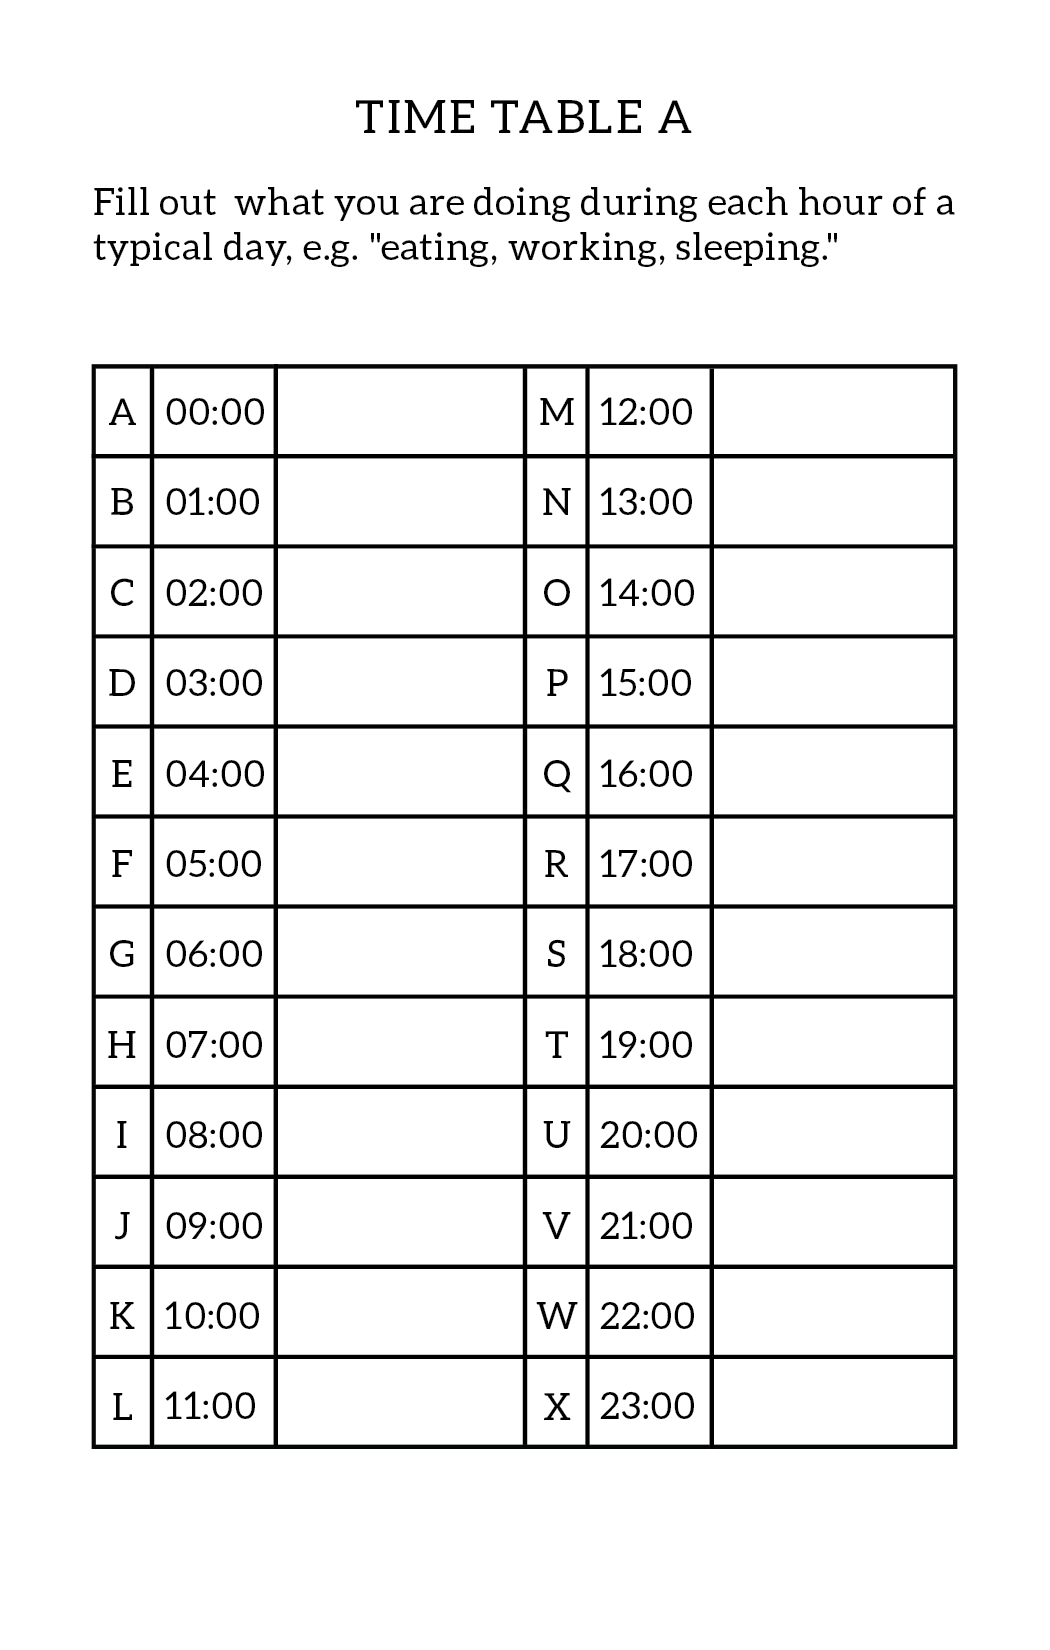 TIME TABLE A
Fill out  what you are doing during each hour of a
typical day, e.g. "eating, working, sleeping."
A 00:00 M 12:00
B 01:00 N 13:00
C 02:00 O 14:00
D 03:00 P 15:00
E 04:00 Q 16:00
F 05:00 R 17:00
G 06:00 S 18:00
H 07:00 T 19:00
I 08:00 U 20:00
J 09:00 V 21:00
K 10:00 W 22:00
L 11:00 X 23:00